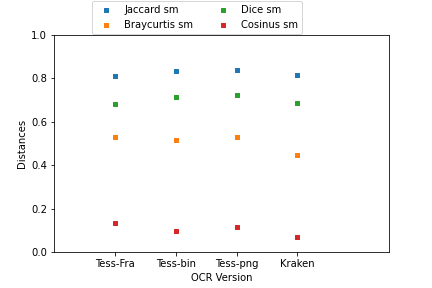 Jaccard sm
Braycurtis sm
Dice sm
Cosinus sm
1.0
0.8
0.6
0.4
0.2
0.0
Distances
Tess-Fra Tess-bin Tess-png Kraken
OCR Version